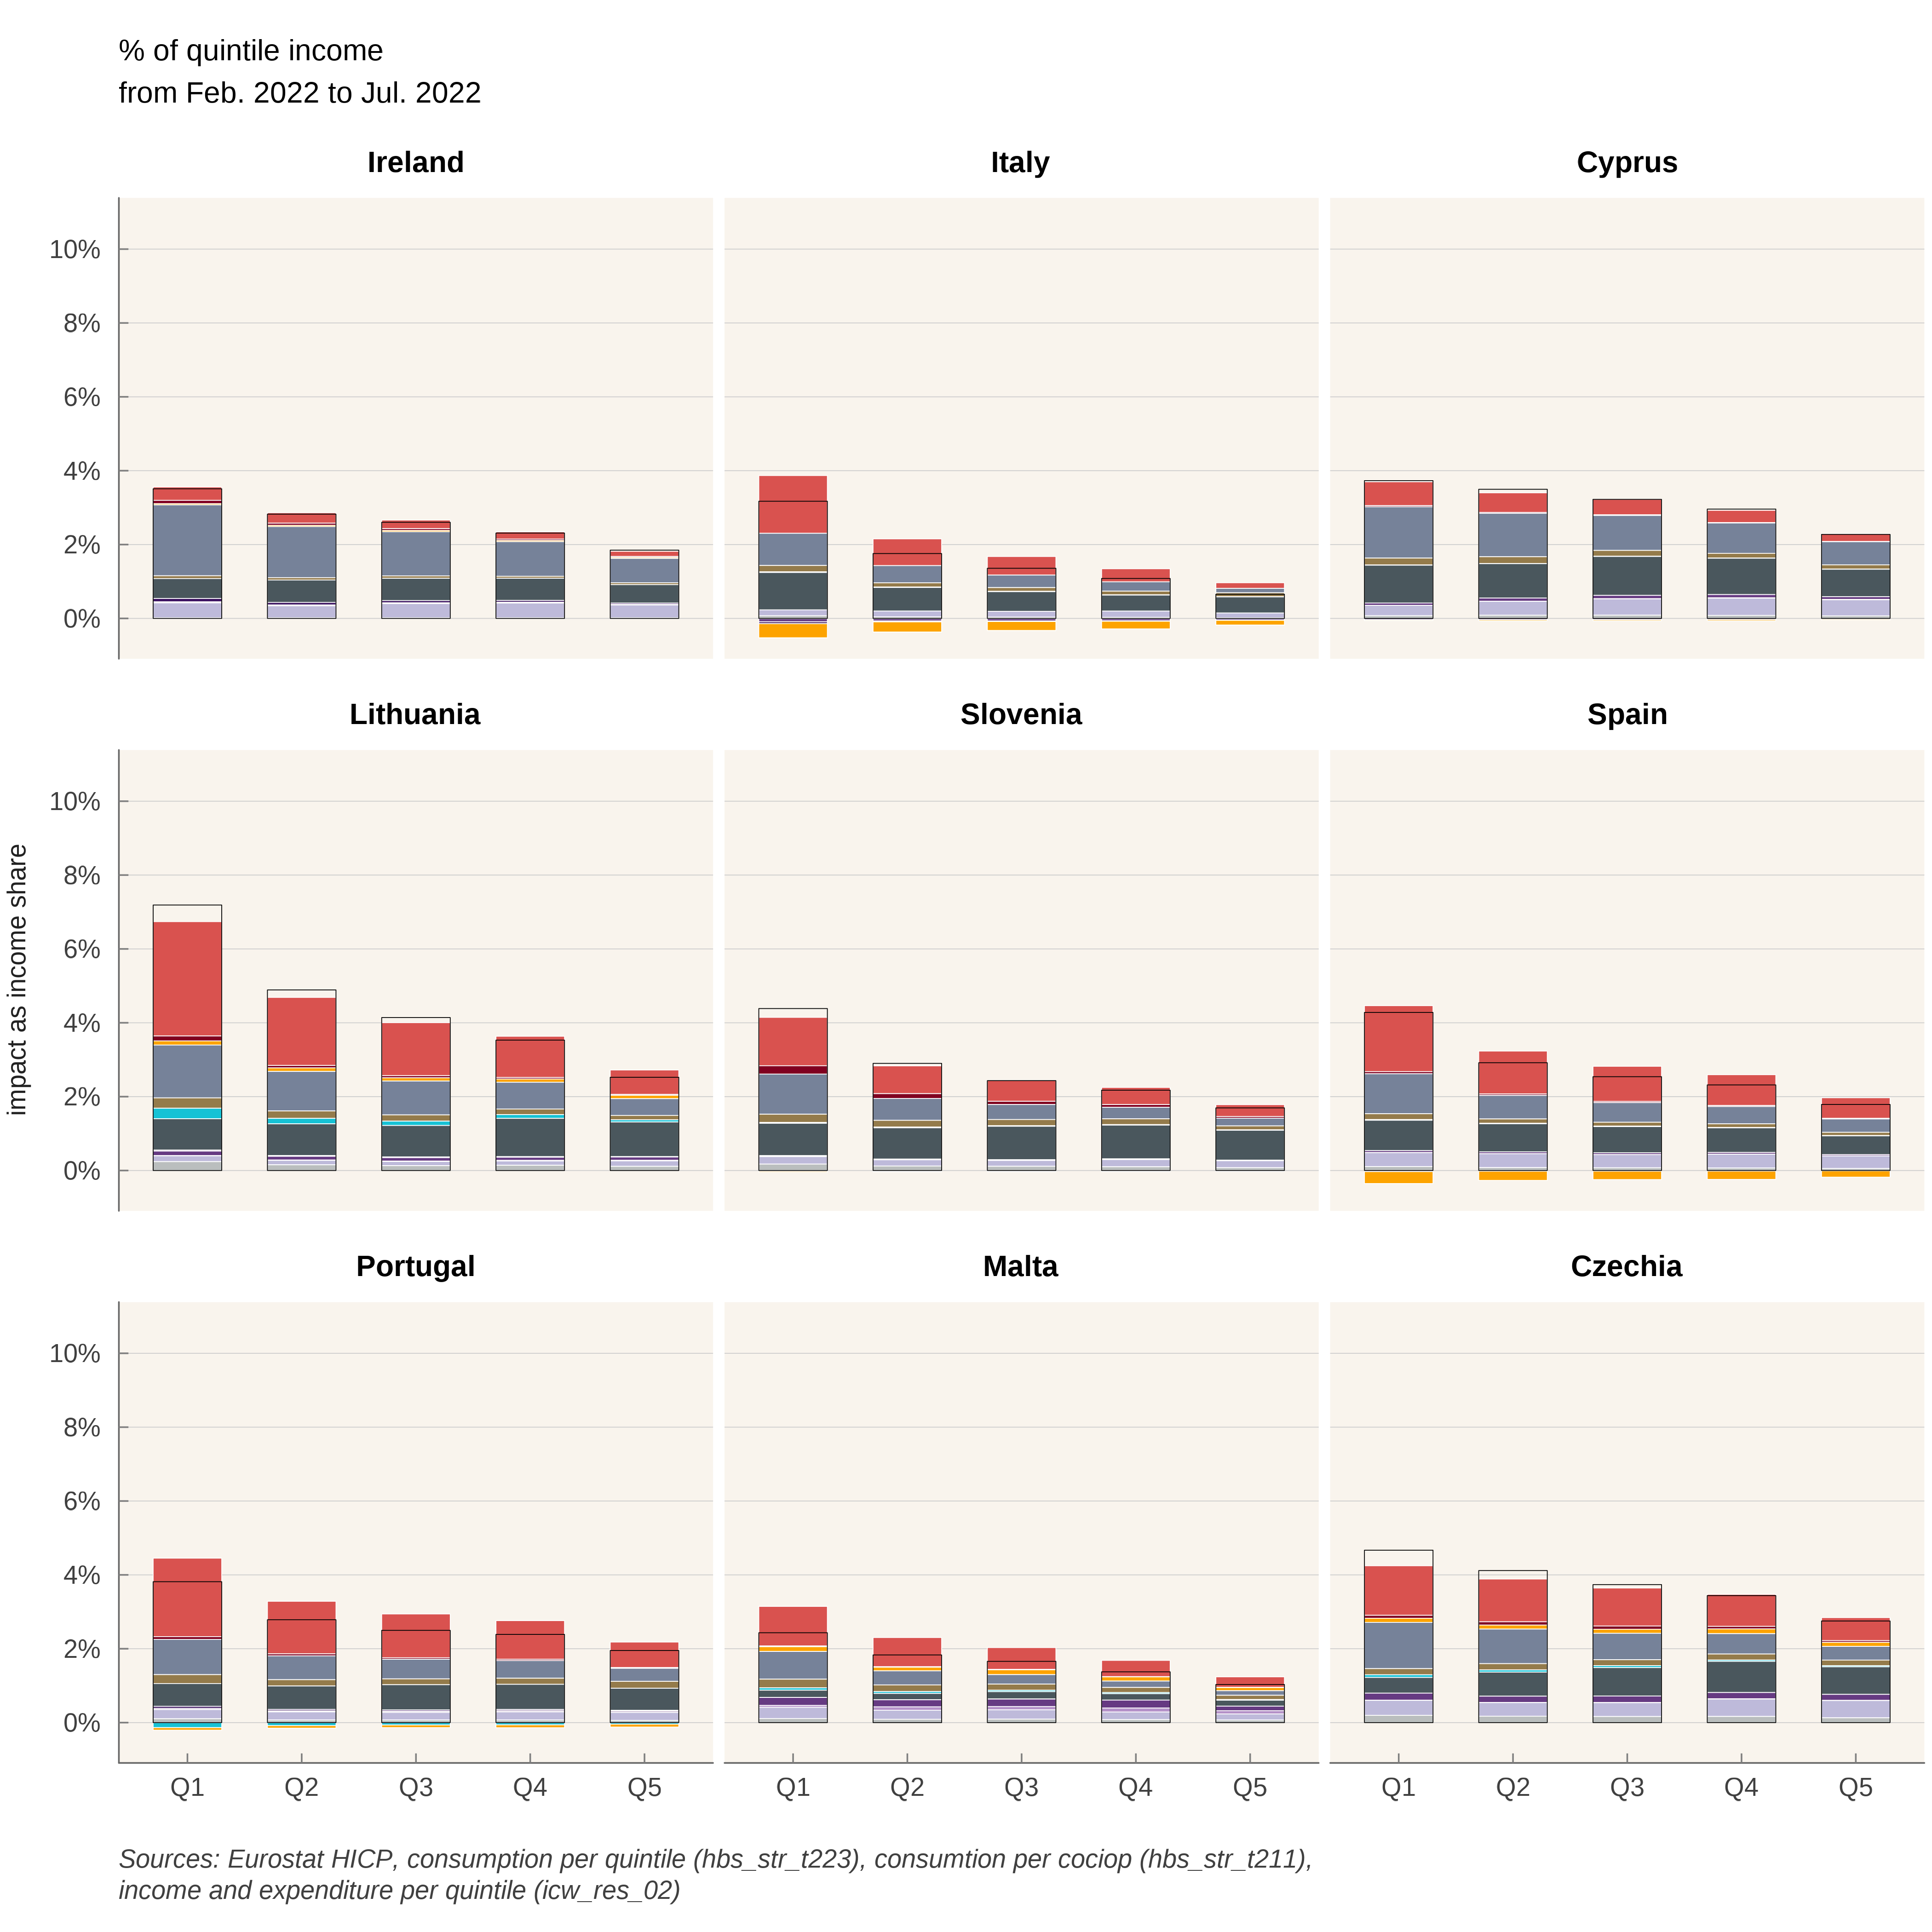 % of quintile income
from Feb. 2022 to Jul. 2022
Ireland
Italy
Cyprus
10%
8%
6%
4%
2%
0%
Lithuania
Slovenia
Spain
impact as income share
10%
8%
6%
4%
2%
0%
Portugal
Malta
Czechia
10%
8%
6%
4%
2%
0%
Q1 Q2 Q3 Q4 Q5
Q1 Q2 Q3 Q4 Q5
Q1 Q2 Q3 Q4 Q5
Sources: Eurostat HICP, consumption per quintile (hbs_str_t223), consumtion per cociop (hbs_str_t211),
income and expenditure per quintile (icw_res_02)